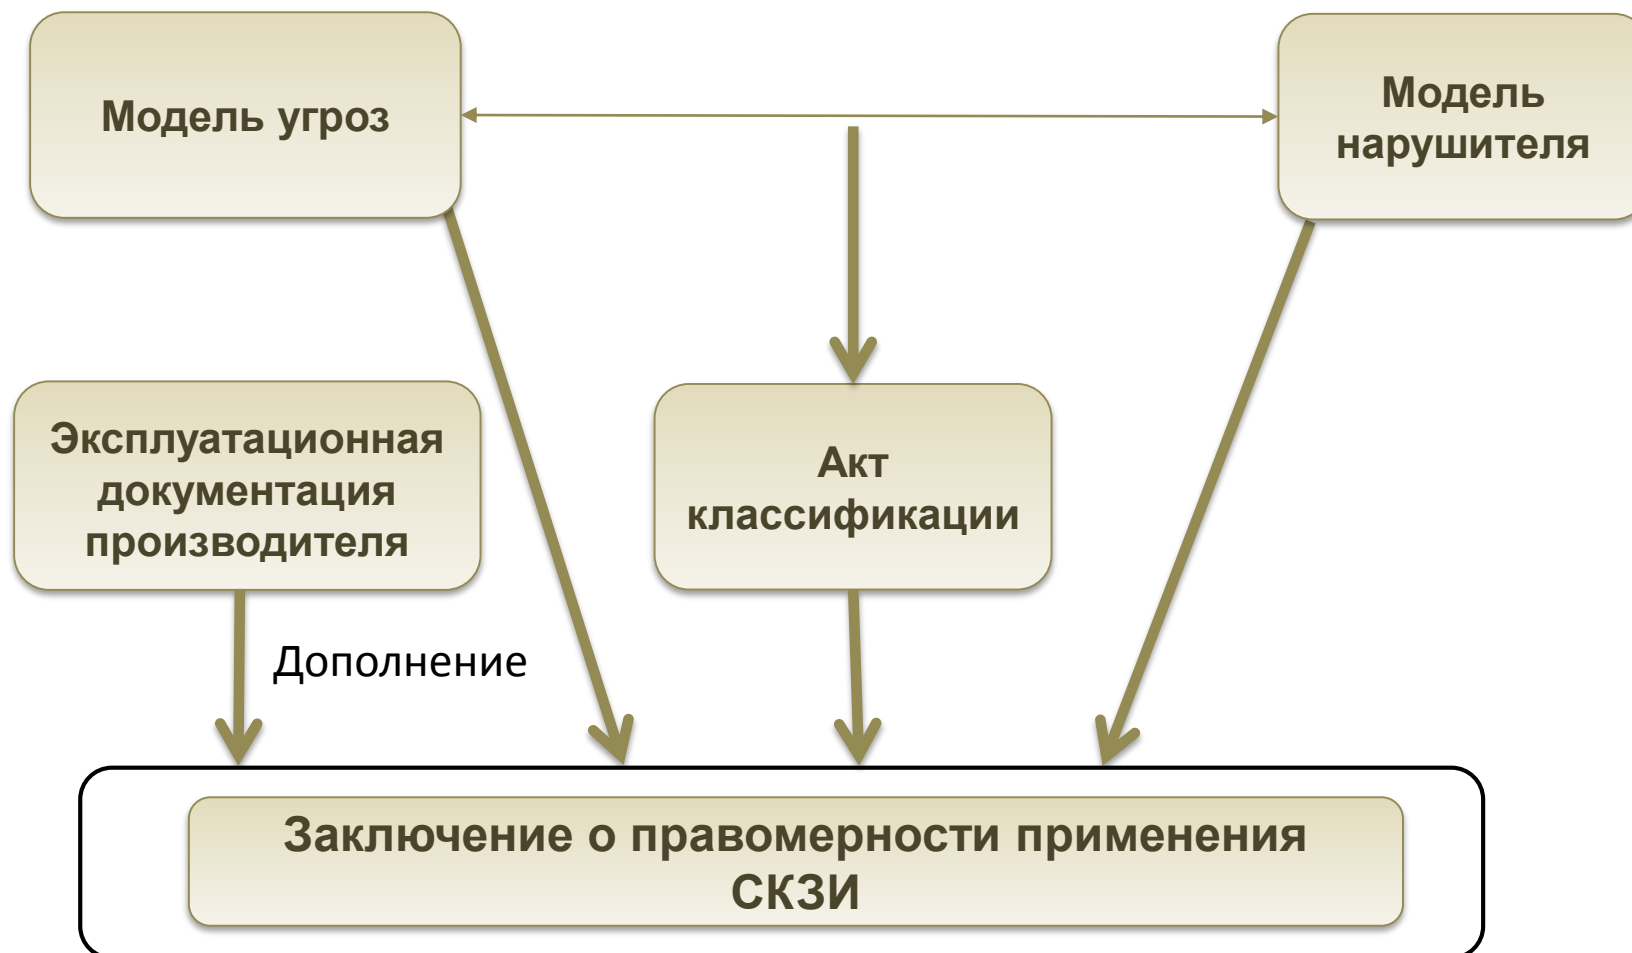 Модель угроз
Модель
нарушителя
Эксплуатационная
документация
производителя
Акт
классификации
Дополнение
Заключение о правомерности применения
СКЗИ